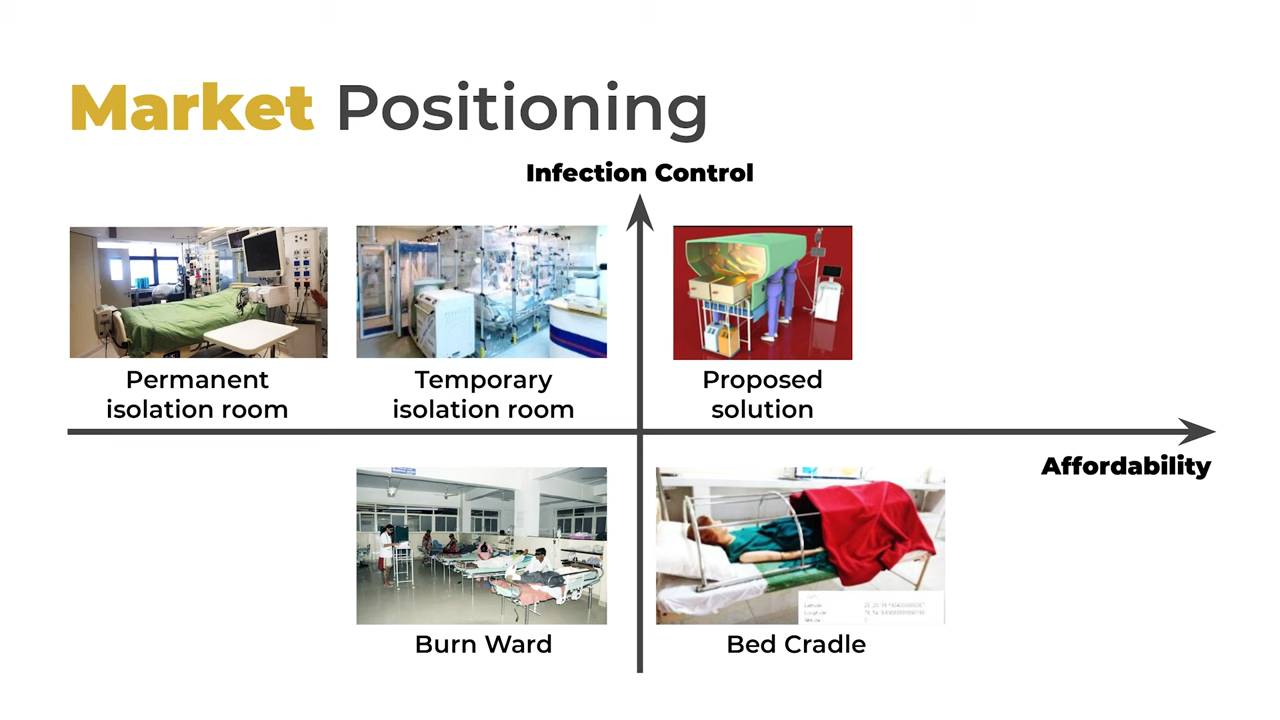 Market Positioning
Infection Control
Permanent
isolation room
Temporary
isolation room
Proposed
solution
Affordability
Burn Ward
Bed Cradle